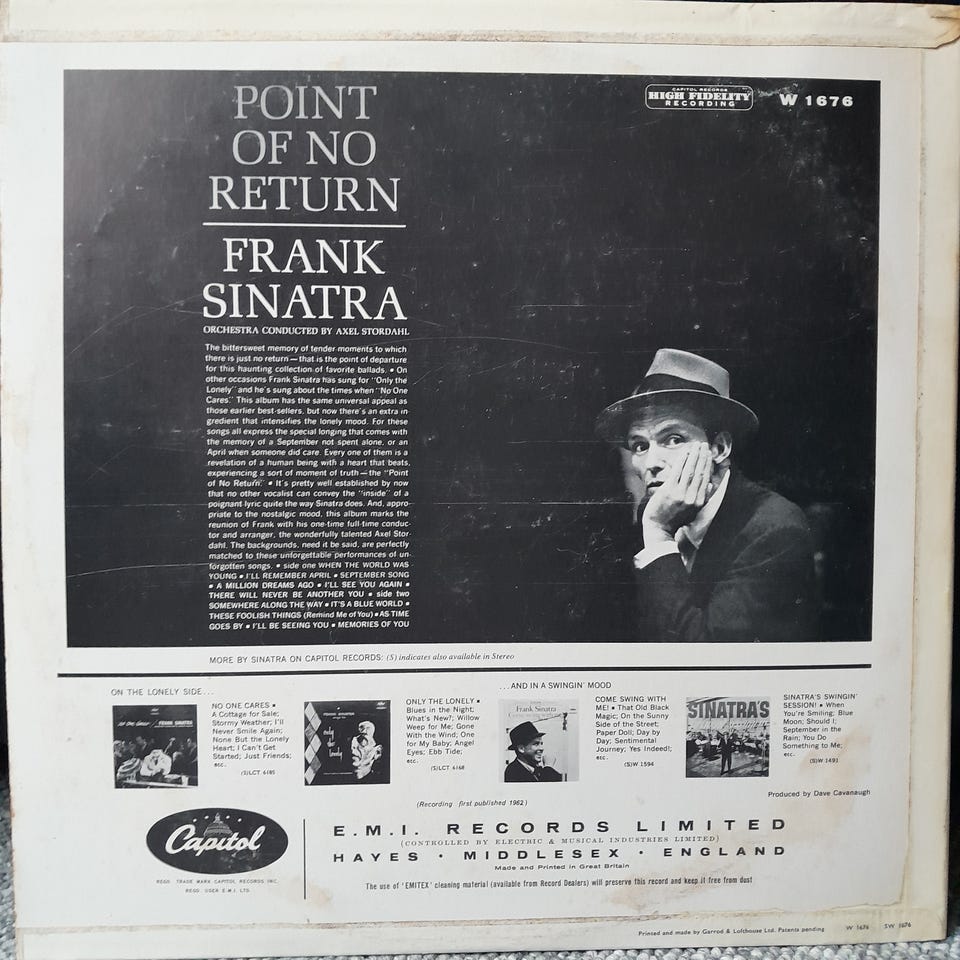 POINT
OF NO
RETURN
FRANK
SINATRA
ORCHESTRA CONDUCTED BY AXEL STORDAHL
CAPITOL RECORDS
HIGH FIDELITY
RECORDING
W 1676
The bittersweet memory of tender moments to which
there is just no return — that is the point of departure
for this haunting collection of favorite ballads. • On
other occasions Frank Sinatra has sung for "Only the
Lonely" and he's sung about the times when "No One
Cares." This album has the same universal appeal as
those earlier best-sellers, but now there's an extra in-
gredient that intensifies the lonely mood. For these
songs all express the special longing that comes with
the memory of a September not spent alone, or an
April when someone did care. Every one of them is a
revelation of a human being with a heart that beats,
experiencing a sort of moment of truth — the "Point
of No Return." • It's pretty well established by now
that no other vocalist can convey the "inside" of a
poignant lyric quite the way Sinatra does. And, appro-
priate to the nostalgic mood, this album marks the
reunion of Frank with his one-time full-time conduc-
tor and arranger, the wonderfully talented Axel Stor-
dahl. The backgrounds, need it be said, are perfectly
matched to these unforgettable performances of un-
forgotten songs. • side one WHEN THE WORLD WAS
YOUNG • I'LL REMEMBER APRIL • SEPTEMBER SONG
• A MILLION DREAMS AGO • I'LL SEE YOU AGAIN •
THERE WILL NEVER BE ANOTHER YOU • side two
SOMEWHERE ALONG THE WAY • IT'S A BLUE WORLD •
THESE FOOLISH THINGS (Remind Me of You) • AS TIME
GOES BY • I'LL BE SEEING YOU • MEMORIES OF YOU
MORE BY SINATRA ON CAPITOL RECORDS: (S) indicates also available in Stereo
ON THE LONELY SIDE...
NO ONE CARES •
A Cottage for Sale;
Stormy Weather; I'll
Never Smile Again;
None But the Lonely
Heart; I Can't Get
Started; Just Friends;
etc.
(S)LCT 6185
only
the
lonely
ONLY THE LONELY •
Blues in the Night;
What's New?; Willow
Weep for Me; Gone
With the Wind; One
for My Baby; Angel
Eyes; Ebb Tide;
etc.
(S)LCT 6168
...AND IN A SWINGIN' MOOD
Frank Sinatra
COME SWING WITH
ME! • That Old Black
Magic; On the Sunny
Side of the Street;
Paper Doll; Day by
Day; Sentimental
Journey; Yes Indeed!;
etc.
(S)W 1594
SINATRA'S
SINATRA'S SWINGIN'
SESSION! • When
You're Smiling; Blue
Moon; Should I;
September in the
Rain; You Do
Something to Me;
etc.
(S)W 1491
Produced by Dave Cavanaugh
(Recording first published 1962)
Capitol
REGD. TRADE MARK CAPITOL RECORDS INC.
REGD. USER E.M.I. LTD.
E.M.I. RECORDS LIMITED
(CONTROLLED BY ELECTRIC & MUSICAL INDUSTRIES LIMITED)
HAYES • MIDDLESEX • ENGLAND
Made and Printed in Great Britain
The use of 'EMITEX' cleaning material (available from Record Dealers) will preserve this record and keep it free from dust
Printed and made by Garrod & Lofthouse Ltd. Patents pending W 1676 SW 1676